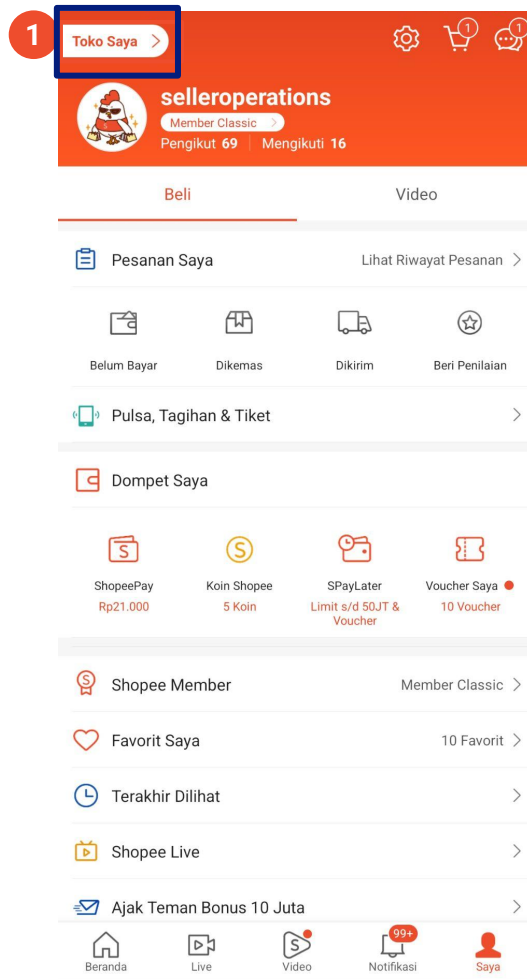 1
Toko Saya
1
1
selleroperations
Member Classic
Pengikut 69 Mengikuti 16
Beli Video
Pesanan Saya Lihat Riwayat Pesanan
Belum Bayar Dikemas Dikirim Beri Penilaian
Pulsa, Tagihan & Tiket
Dompet Saya
ShopeePay Koin Shopee SPayLater Voucher Saya
Rp21.000 5 Koin Limit s/d 50JT & 10 Voucher
Voucher
Shopee Member Member Classic
Favorit Saya 10 Favorit
Terakhir Dilihat
Shopee Live
Ajak Teman Bonus 10 Juta
99+
Beranda Live Video Notifikasi Saya